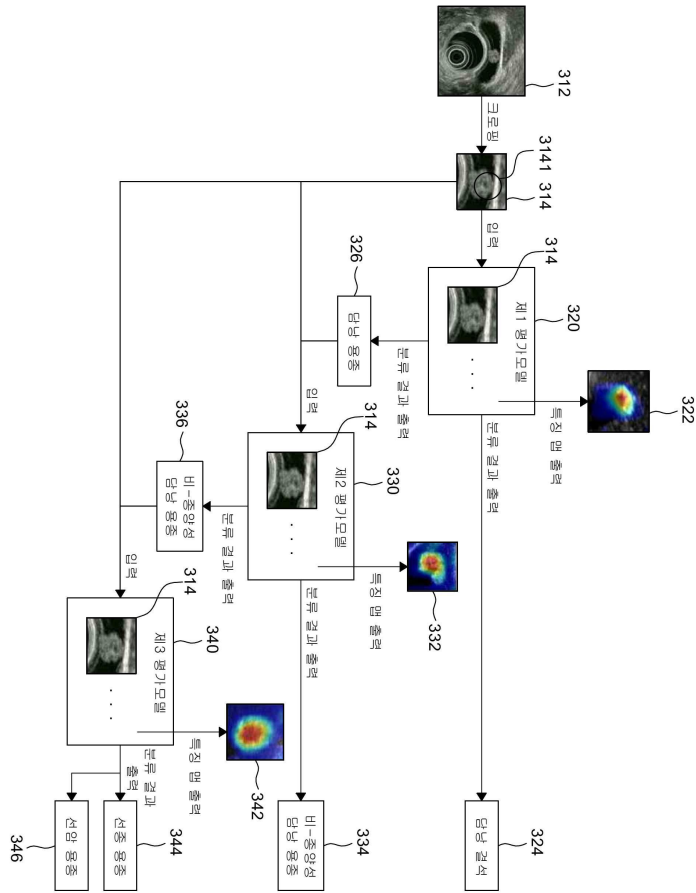 312
크로핑
3141
314
입력
314
320
제1 평가모델
. . .
322
특징 맵 출력
분류 결과 출력
324
담낭 결석
분류 결과 출력
326
담낭 용종
입력
314
330
제2 평가모델
. . .
332
특징 맵 출력
분류 결과 출력
334
비-종양성
담낭 용종
분류 결과 출력
336
비-종양성
담낭 용종
입력
314
340
제3 평가모델
. . .
342
특징 맵 출력
분류 결과
출력
344
선종 용종
346
선암 용종